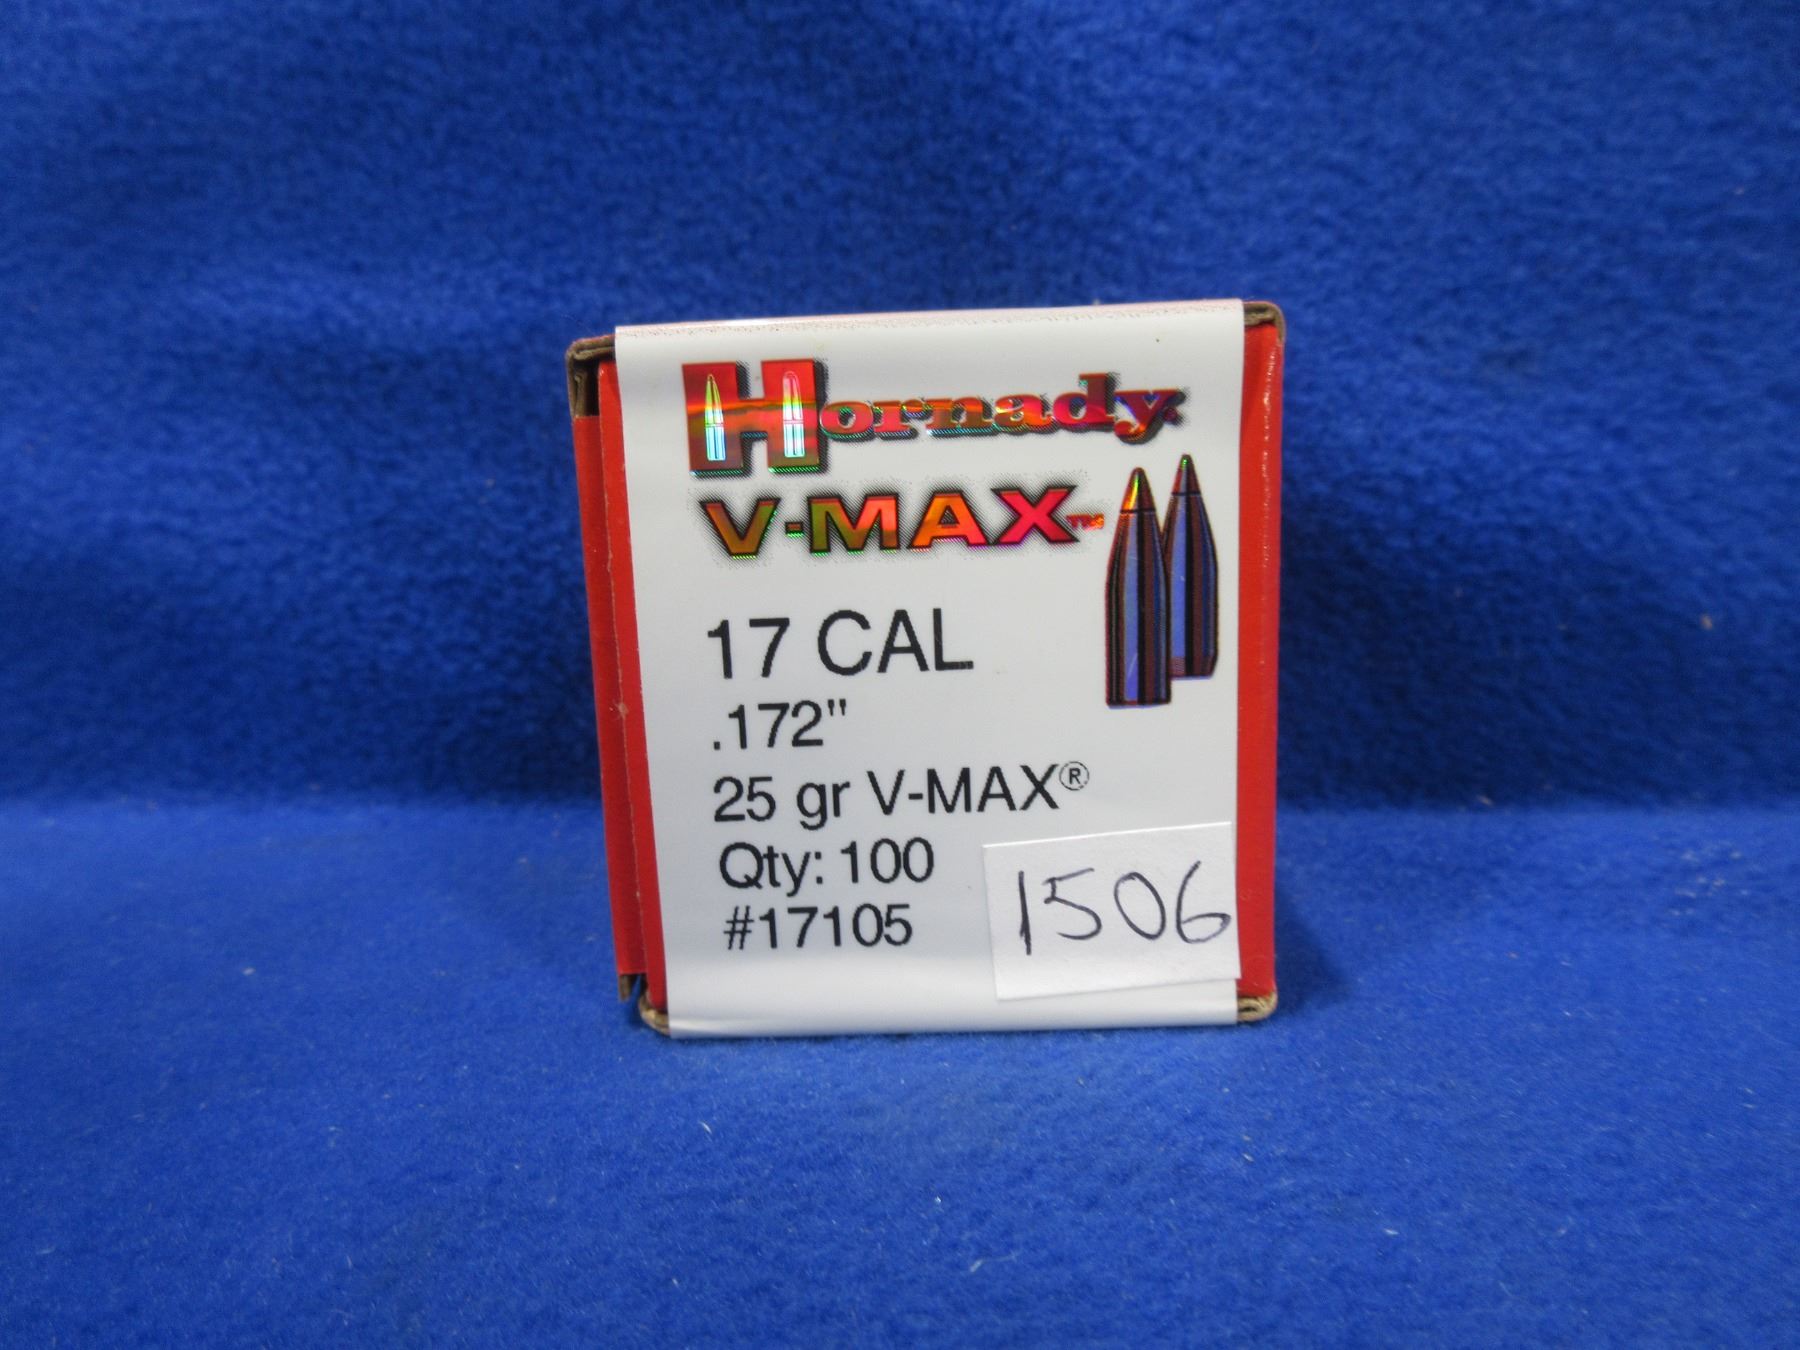 Hornady
V-MAX™
17 CAL
.172"
25 gr V-MAX®
Qty: 100
#17105
1506